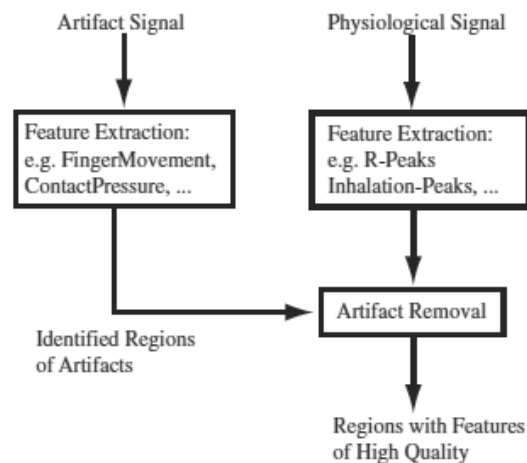 Artifact Signal
Physiological Signal
Feature Extraction:
e.g. FingerMovement,
ContactPressure, ...
Feature Extraction:
e.g. R-Peaks
Inhalation-Peaks, ...
Artifact Removal
Identified Regions
of Artifacts
Regions with Features
of High Quality